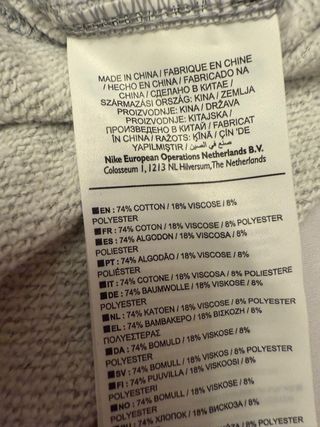 MADE IN CHINA / FABRIQUE EN CHINE
/ HECHO EN CHINA / FABRICADO NA
CHINA / СДЕЛАНО В КИТАЕ /
SZÁRMAZÁSI ORSZÁG: KÍNA / ZEMLJA
PROIZVODNJE: KINA / DRŽAVA
PROIZVODNJE: KITAJSKA /
ПРОИЗВЕДЕНО В КИТАЙ / FABRICAT
ÎN CHINA / RAŽOTS: ĶĪNA / ÇİN 'DE
YAPILMIŞTIR / صنع في الصين
Nike European Operations Netherlands B.V.
Colosseum 1, 1213 NL Hilversum, The Netherlands
EN : 74% COTTON / 18% VISCOSE / 8%
POLYESTER
FR : 74% COTON / 18% VISCOSE / 8%
POLYESTER
ES : 74% ALGODON / 18% VISCOSA / 8%
POLIESTER
PT : 74% ALGODÃO / 18% VISCOSE / 8%
POLIÉSTER
IT : 74% COTONE / 18% VISCOSA / 8% POLIESTERE
DE : 74% BAUMWOLLE / 18% VISKOSE / 8%
POLYESTER
NL : 74% KATOEN / 18% VISCOSE / 8% POLYESTER
EL : 74% ΒΑΜΒΑΚΕΡΟ / 18% ΒΙΣΚΟΖΗ / 8%
ΠΟΛΥΕΣΤΕΡΑΣ
DA : 74% BOMULD / 18% VISKOSE / 8%
POLYESTER
SV : 74% BOMULL / 18% VISKOS / 8% POLYESTER
FI : 74% PUUVILLA / 18% VISKOOSI / 8%
POLYESTERI
NO : 74% BOMULL / 18% VISKOSE / 8%
POLYESTER
74% ХЛОПОК / 18% ВИСКОЗА / 8%